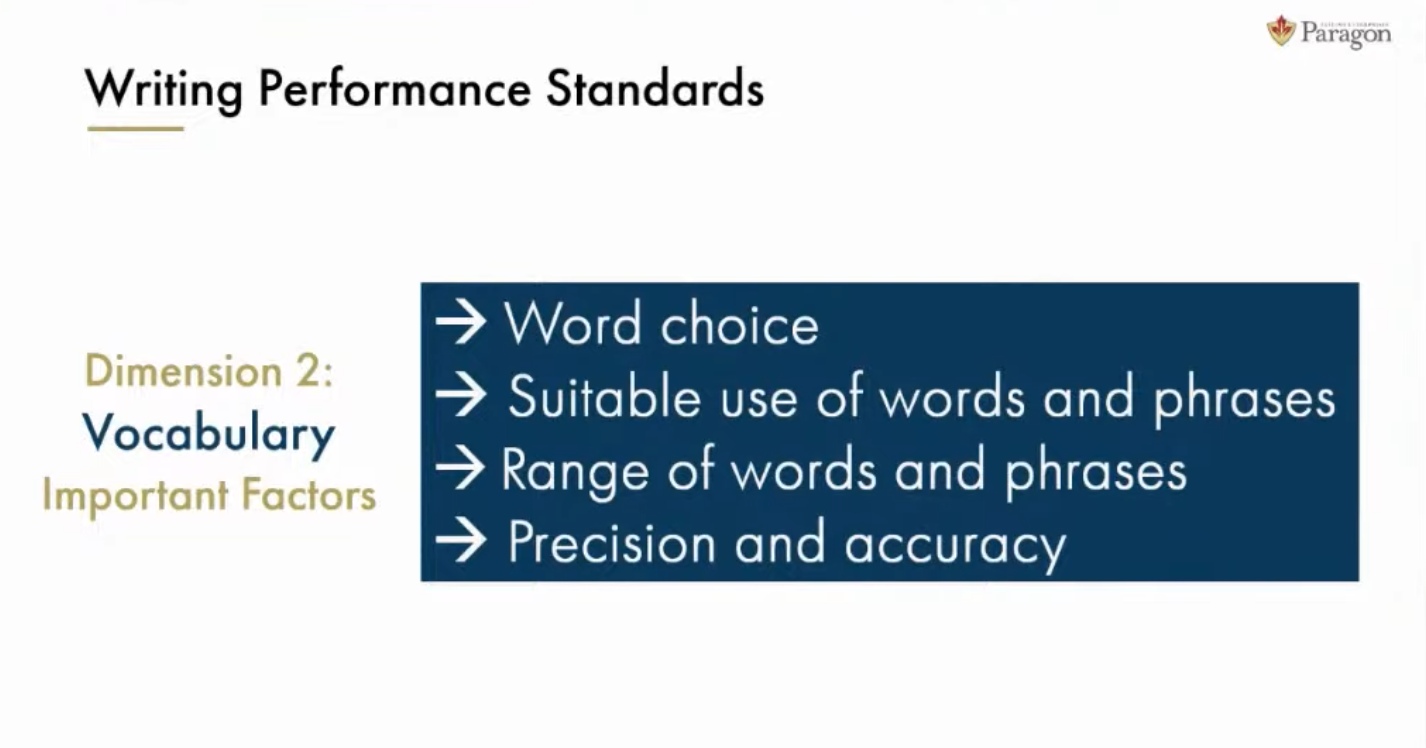 Paragon
Writing Performance Standards
Dimension 2:
Vocabulary
Important Factors
→ Word choice
→ Suitable use of words and phrases
→ Range of words and phrases
→ Precision and accuracy